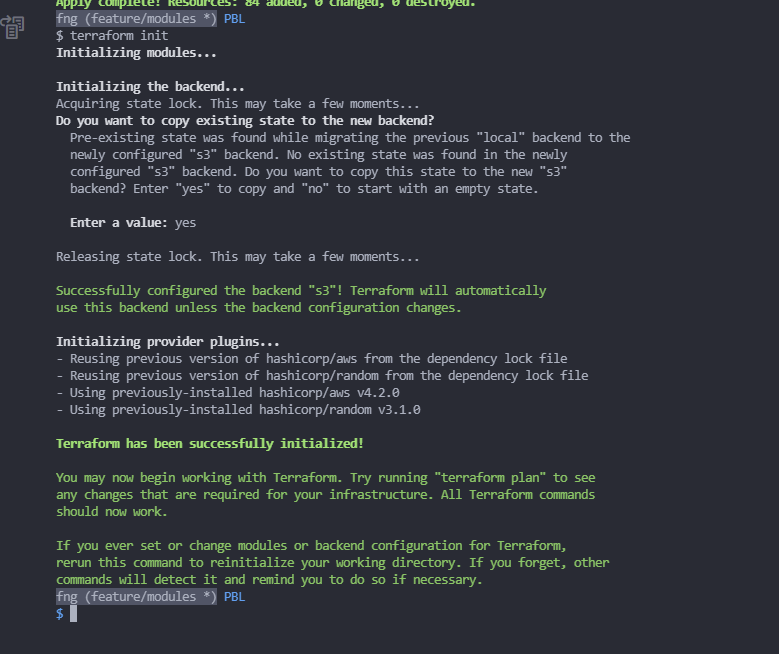 Apply complete! Resources: 84 added, 0 changed, 0 destroyed.
fng (feature/modules *) PBL
$ terraform init
Initializing modules...
Initializing the backend...
Acquiring state lock. This may take a few moments...
Do you want to copy existing state to the new backend?
Pre-existing state was found while migrating the previous "local" backend to the
newly configured "s3" backend. No existing state was found in the newly
configured "s3" backend. Do you want to copy this state to the new "s3"
backend? Enter "yes" to copy and "no" to start with an empty state.
Enter a value: yes
Releasing state lock. This may take a few moments...
Successfully configured the backend "s3"! Terraform will automatically
use this backend unless the backend configuration changes.
Initializing provider plugins...
- Reusing previous version of hashicorp/aws from the dependency lock file
- Reusing previous version of hashicorp/random from the dependency lock file
- Using previously-installed hashicorp/aws v4.2.0
- Using previously-installed hashicorp/random v3.1.0
Terraform has been successfully initialized!
You may now begin working with Terraform. Try running "terraform plan" to see
any changes that are required for your infrastructure. All Terraform commands
should now work.
If you ever set or change modules or backend configuration for Terraform,
rerun this command to reinitialize your working directory. If you forget, other
commands will detect it and remind you to do so if necessary.
fng (feature/modules *) PBL
$